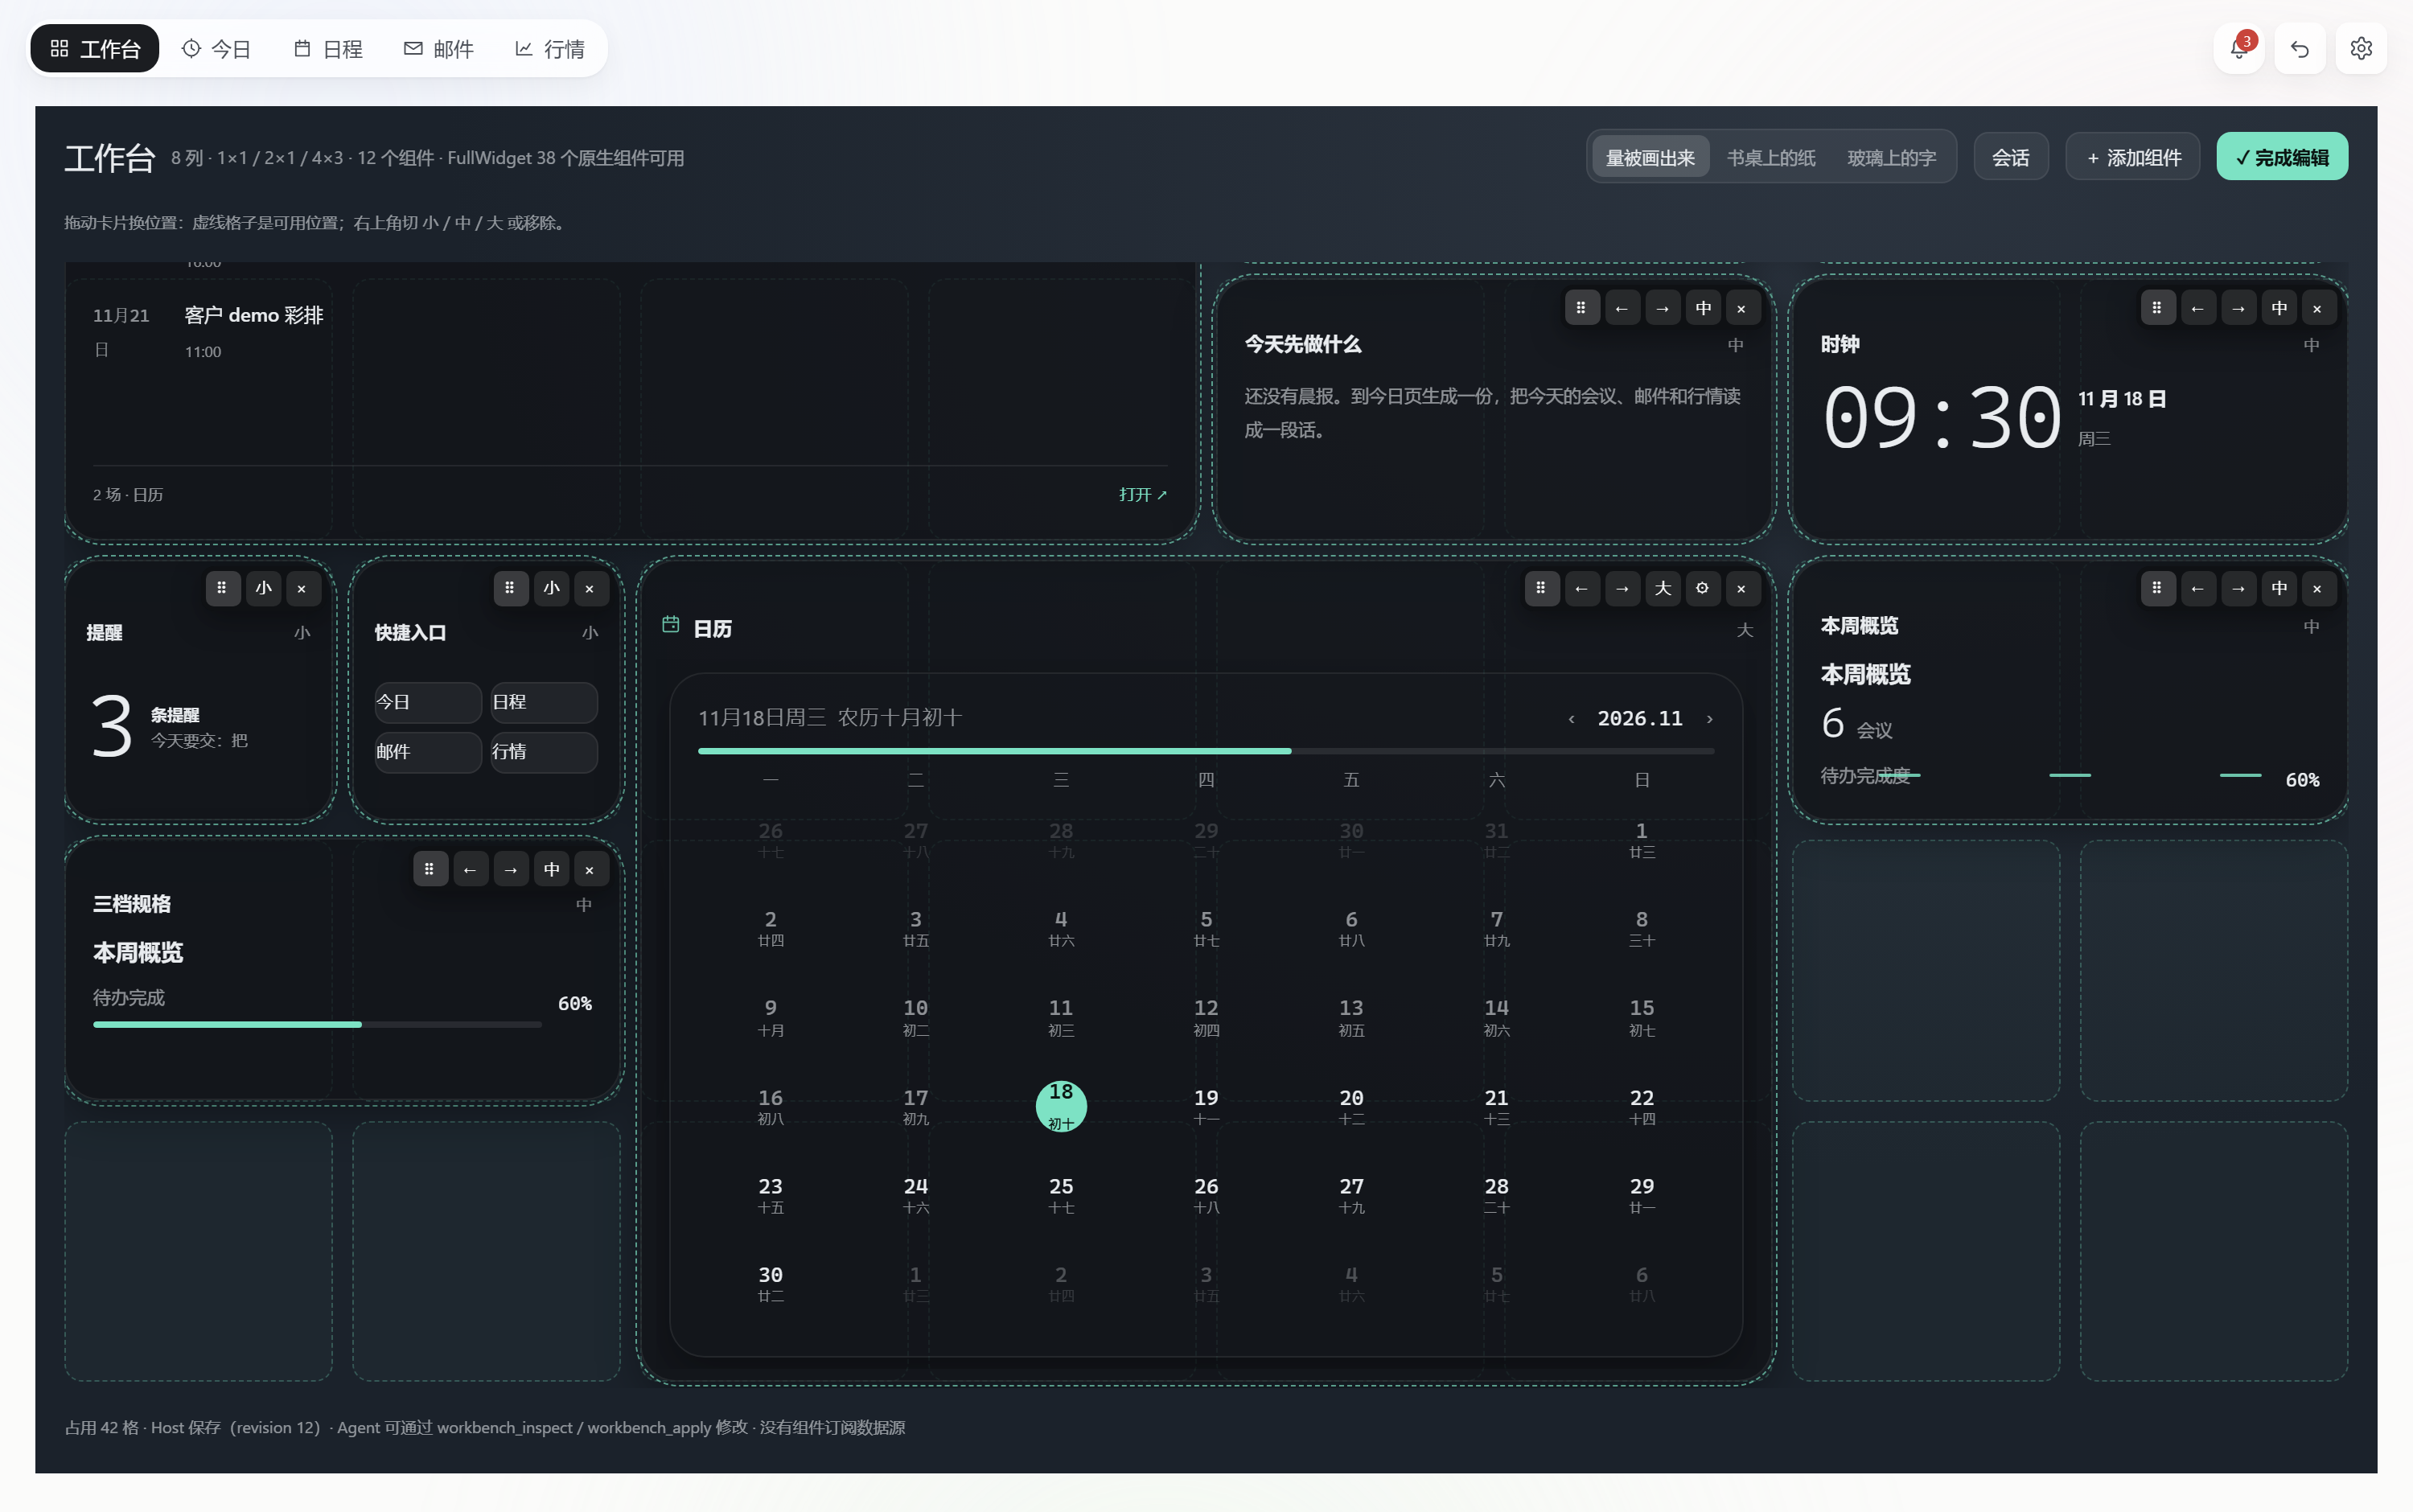 工作台
今日
日程
邮件
行情
3
工作台
8 列 · 1×1 / 2×1 / 4×3 · 12 个组件 · FullWidget 38 个原生组件可用
量被画出来
书桌上的纸
玻璃上的字
会话
+ 添加组件
✓ 完成编辑
拖动卡片换位置：虚线格子是可用位置；右上角切 小 / 中 / 大 或移除。
11月21日
客户 demo 彩排
11:00
2 场 · 日历
打开 ↗
← → 中 ×
今天先做什么
中
还没有晨报。到今日页生成一份，把今天的会议、邮件和行情读
成一段话。
← → 中 ×
时钟
中
09:30
11 月 18 日
周三
小 ×
提醒
小
3
条提醒
今天要交：把
小 ×
快捷入口
小
今日
日程
邮件
行情
← → 大 ×
日历
大
11月18日周三 农历十月初十
‹ 2026.11 ›
一 二 三 四 五 六 日
26 27 28 29 30 31 1
十七 十八 十九 二十 廿一 廿二 廿三
2 3 4 5 6 7 8
廿四 廿五 廿六 廿七 廿八 廿九 三十
9 10 11 12 13 14 15
十月 初二 初三 初四 初五 初六 初七
16 17 18 19 20 21 22
初八 初九 初十 十一 十二 十三 十四
23 24 25 26 27 28 29
十五 十六 十七 十八 十九 二十 廿一
30 1 2 3 4 5 6
廿二 廿三 廿四 廿五 廿六 廿七 廿八
← → 中 ×
本周概览
中
本周概览
6 会议
待办完成度
60%
← → 中 ×
三档规格
中
本周概览
待办完成
60%
占用 42 格 · Host 保存（revision 12）· Agent 可通过 workbench_inspect / workbench_apply 修改 · 没有组件订阅数据源